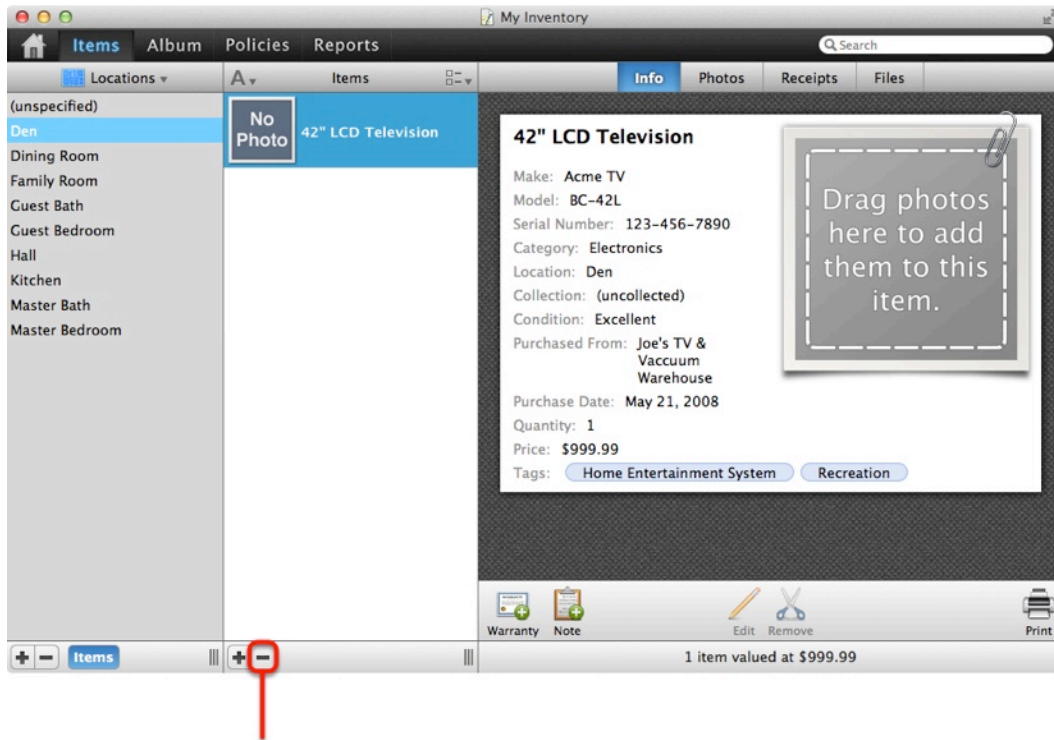 My Inventory
Items Album Policies Reports Search
Locations A Items Info Photos Receipts Files
(unspecified)
Den
Dining Room
Family Room
Guest Bath
Guest Bedroom
Hall
Kitchen
Master Bath
Master Bedroom
No
Photo
42" LCD Television
42" LCD Television
Make: Acme TV
Model: BC-42L
Serial Number: 123-456-7890
Category: Electronics
Location: Den
Collection: (uncollected)
Condition: Excellent
Purchased From: Joe's TV &
Vaccuum
Warehouse
Purchase Date: May 21, 2008
Quantity: 1
Price: $999.99
Tags: Home Entertainment System Recreation
Drag photos
here to add
them to this
item.
Warranty Note Edit Remove Print
+ - Items + - 1 item valued at $999.99